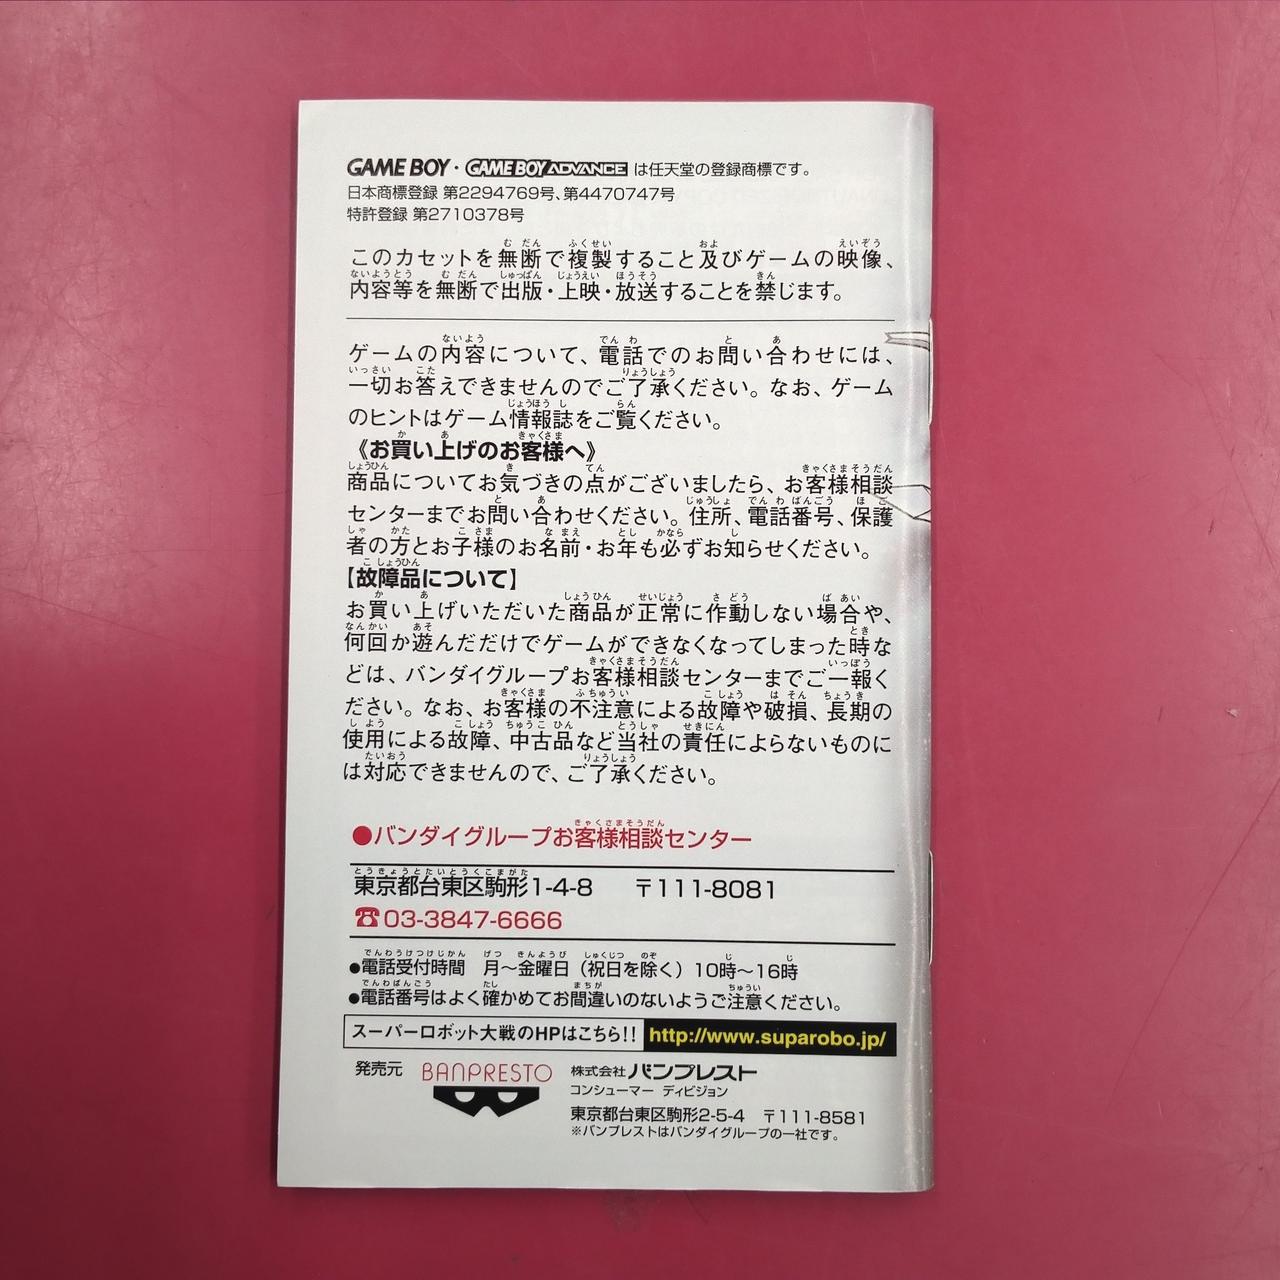 GAME BOY・GAME BOY ADVANCE は任天堂の登録商標です。
日本商標登録 第2294769号、第4470747号
特許登録 第2710378号
このカセットを無断で複製すること及びゲームの映像、
内容等を無断で出版・上映・放送することを禁じます。
ゲームの内容について、電話でのお問い合わせには、
一切お答えできませんのでご了承ください。なお、ゲーム
のヒントはゲーム情報誌をご覧ください。
《お買い上げのお客様へ》
商品についてお気づきの点がございましたら、お客様相談
センターまでお問い合わせください。住所、電話番号、保護
者の方とお子様のお名前・お年も必ずお知らせください。
【故障品について】
お買い上げいただいた商品が正常に作動しない場合や、
何回か遊んだだけでゲームができなくなってしまった時な
どは、バンダイグループお客様相談センターまでご一報く
ださい。なお、お客様の不注意による故障や破損、長期の
使用による故障、中古品など当社の責任によらないものに
は対応できませんので、ご了承ください。
●バンダイグループお客様相談センター
東京都台東区駒形1-4-8 〒111-8081
☎03-3847-6666
●電話受付時間 月〜金曜日(祝日を除く)10時〜16時
●電話番号はよく確かめてお間違いのないようご注意ください。
スーパーロボット大戦のHPはこちら!! http://www.suparobo.jp/
発売元 BANPRESTO 株式会社バンプレスト
コンシューマー ディビジョン
東京都台東区駒形2-5-4 〒111-8581
※バンプレストはバンダイグループの一社です。